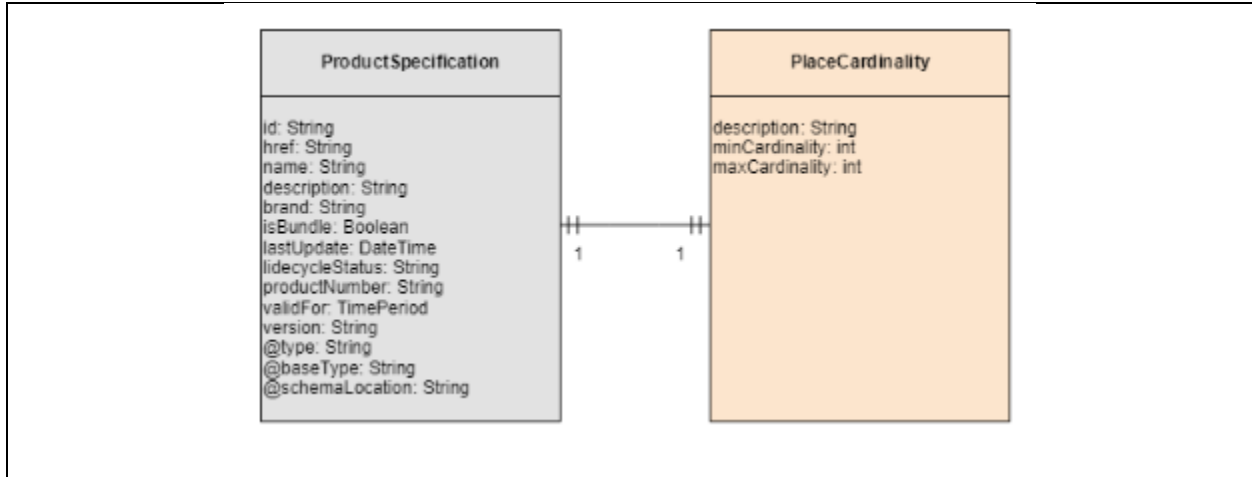 ProductSpecification
id: String
href: String
name: String
description: String
brand: String
isBundle: Boolean
lastUpdate: DateTime
lidecycleStatus: String
productNumber: String
validFor: TimePeriod
version: String
@type: String
@baseType: String
@schemaLocation: String
1
1
PlaceCardinality
description: String
minCardinality: int
maxCardinality: int